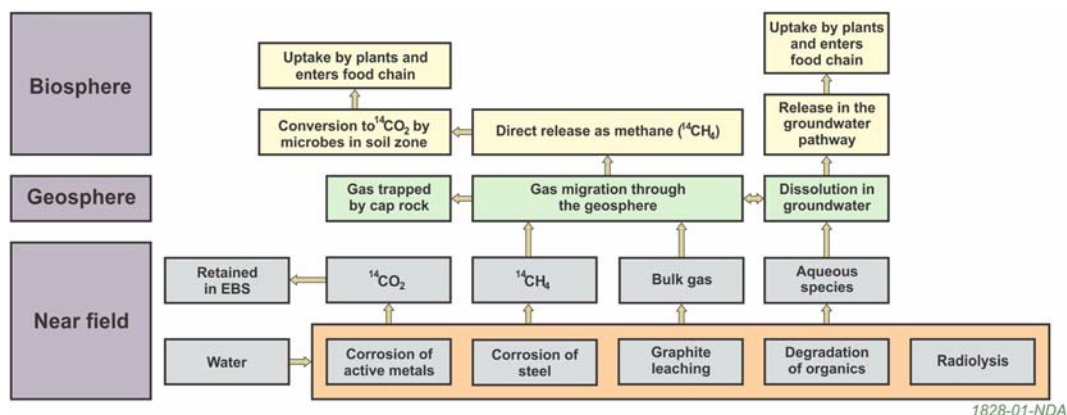 Biosphere
Uptake by plants and
enters food chain
Uptake by plants
and enters
food chain
Conversion to¹⁴CO₂ by
microbes in soil zone
Direct release as methane (¹⁴CH₄)
Release in the
groundwater
pathway
Geosphere
Gas trapped
by cap rock
Gas migration through
the geosphere
Dissolution in
groundwater
Near field
Retained
in EBS
¹⁴CO₂
¹⁴CH₄
Bulk gas
Aqueous
species
Water
Corrosion of
active metals
Corrosion of
steel
Graphite
leaching
Degradation
of organics
Radiolysis
1828-01-NDA